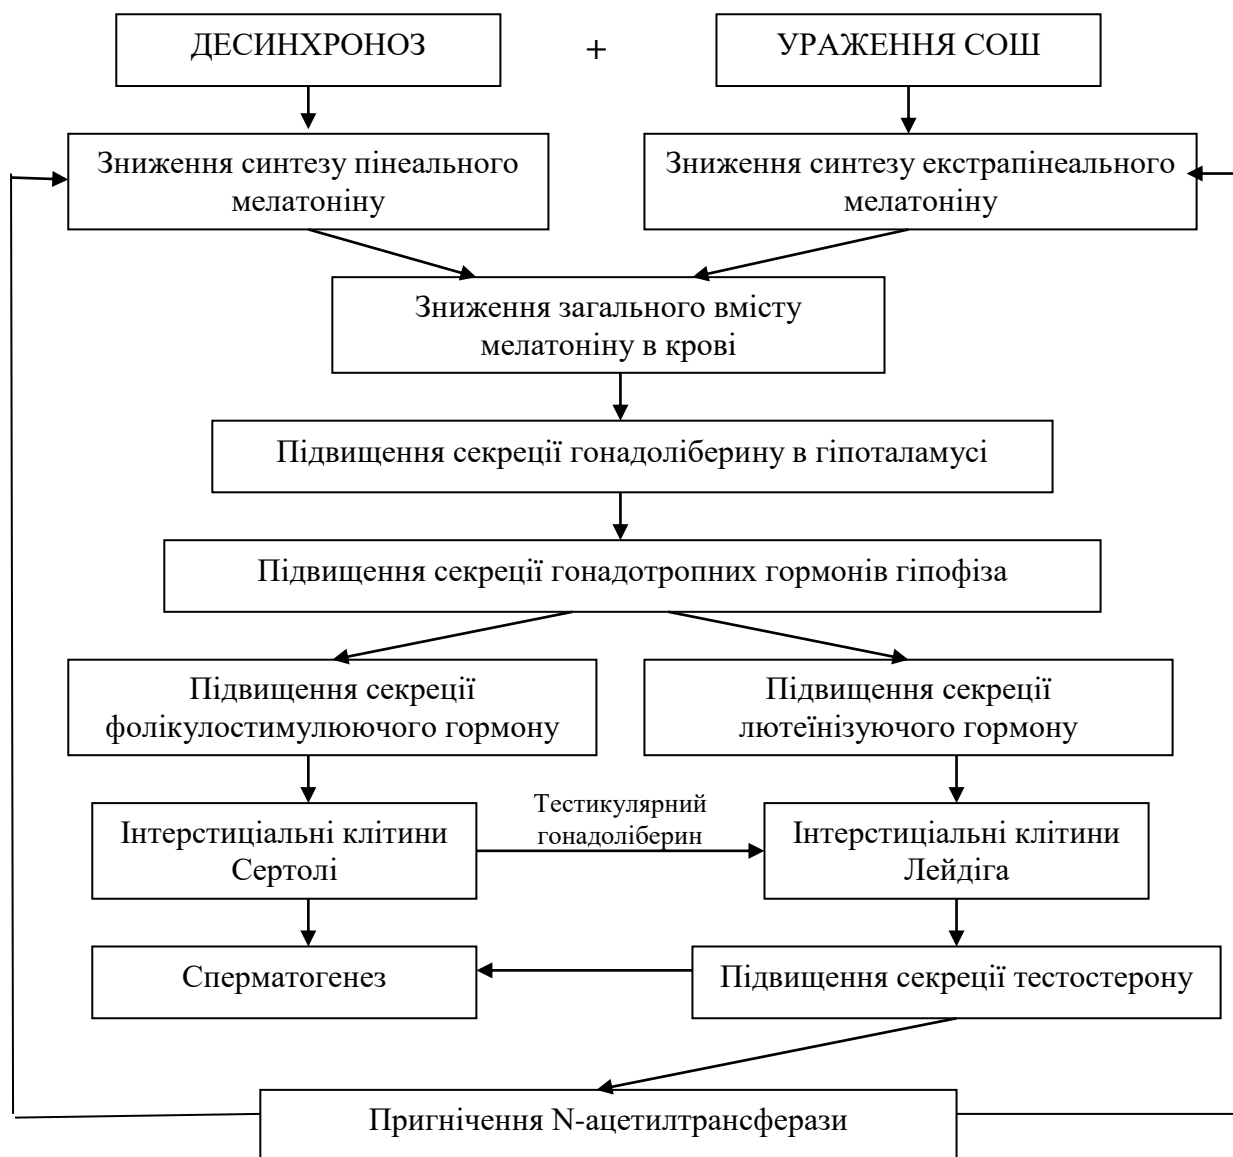 ДЕСИНХРОНОЗ
+
УРАЖЕННЯ СОШ
Зниження синтезу пінеального
мелатоніну
Зниження синтезу екстрапінеального
мелатоніну
Зниження загального вмісту
мелатоніну в крові
Підвищення секреції гонадоліберину в гіпоталамусі
Підвищення секреції гонадотропних гормонів гіпофіза
Підвищення секреції
фолікулостимулюючого гормону
Підвищення секреції
лютеїнізуючого гормону
Інтерстиціальні клітини
Сертолі
Тестикулярний
гонадоліберин
Інтерстиціальні клітини
Лейдіга
Сперматогенез
Підвищення секреції тестостерону
Пригнічення N-ацетилтрансферази